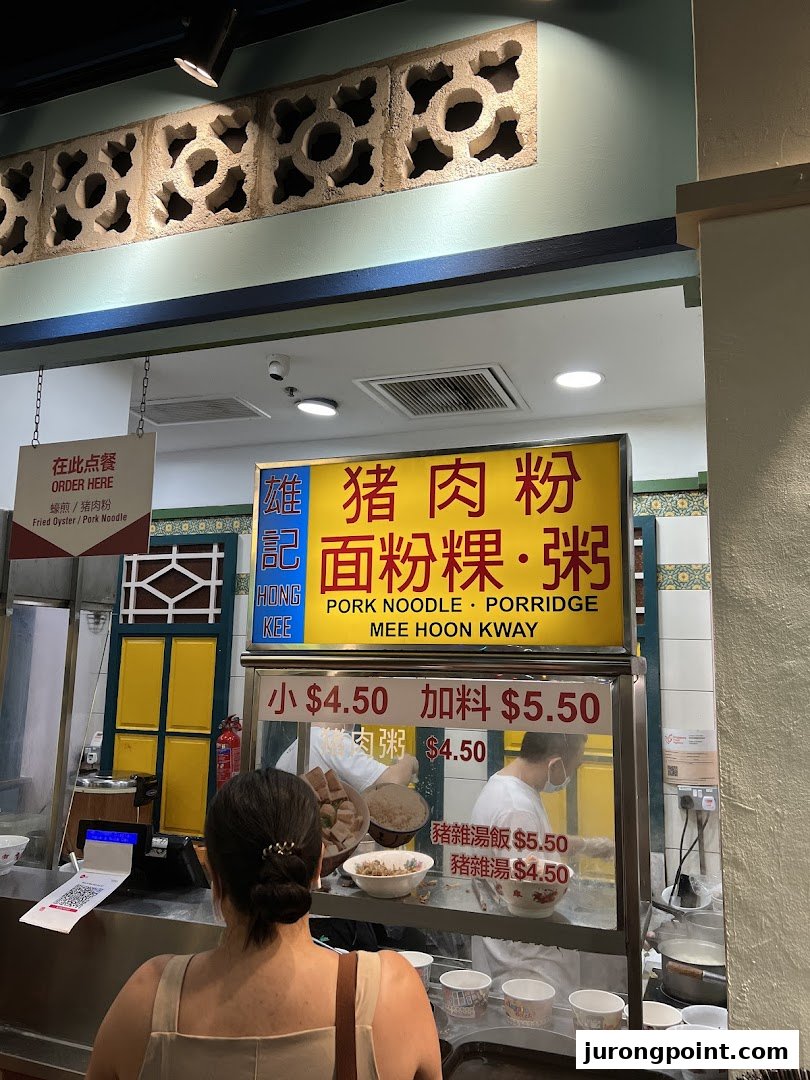 在此点餐
ORDER HERE
蠔煎 / 猪肉粉
Fried Oyster / Pork Noodle
雄記
HONG
KEE
猪肉粉
面粉粿·粥
PORK NOODLE · PORRIDGE
MEE HOON KWAY
小 $4.50 加料 $5.50
猪肉粥 $4.50
豬雜湯飯 $5.50
豬雜湯 $4.50
jurongpoint.com